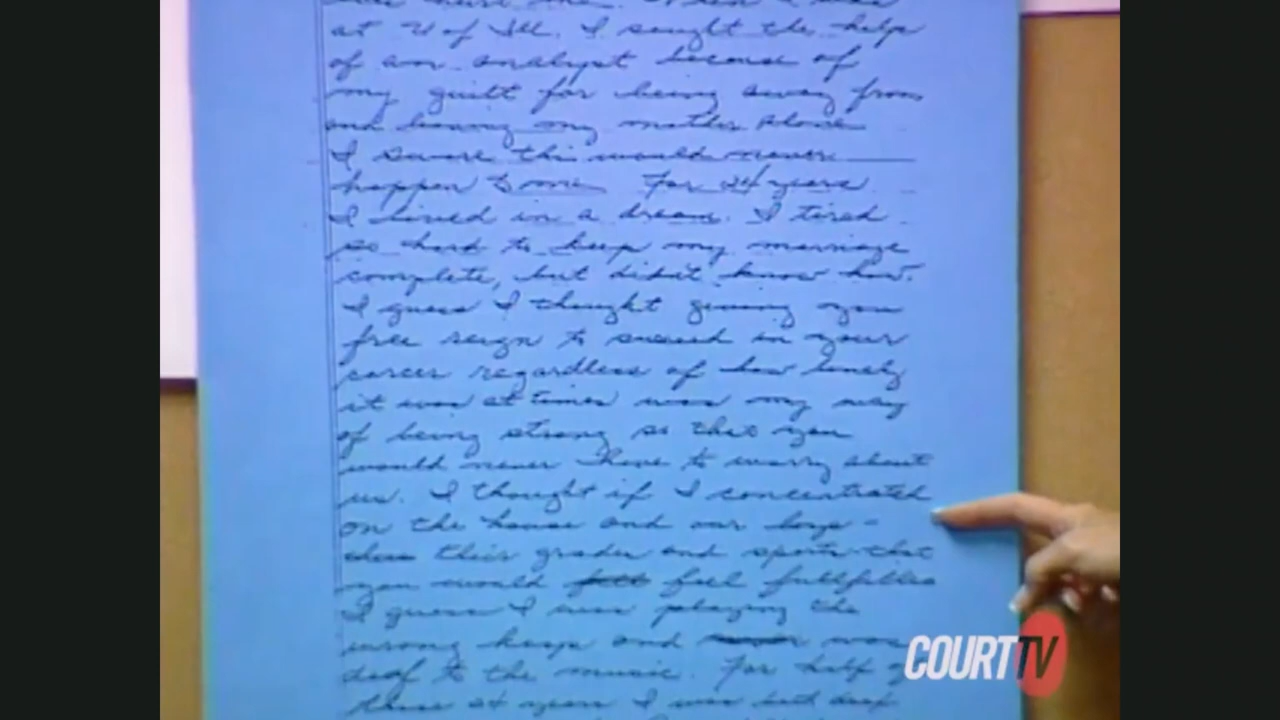 at U of Ill. I sought the help
of an analyst because of
my guilt for being away from
and leaving my mother alone
I swore this would never
happen to me. For 24 years
I lived in a dream. I tired
so hard to keep my marriage
complete, but didn't know how.
I guess I thought giving you
free reign to succeed in your
career regardless of how lonely
it was at times was my way
of being strong so that you
would never have to worry about
us. I thought if I concentrated
on the house and our boys -
their grades and sports that
you would feel fullfilled
I guess I was playing the
wrong keys and was
deaf to the music. For half of
those 24 years I was
COURT TV